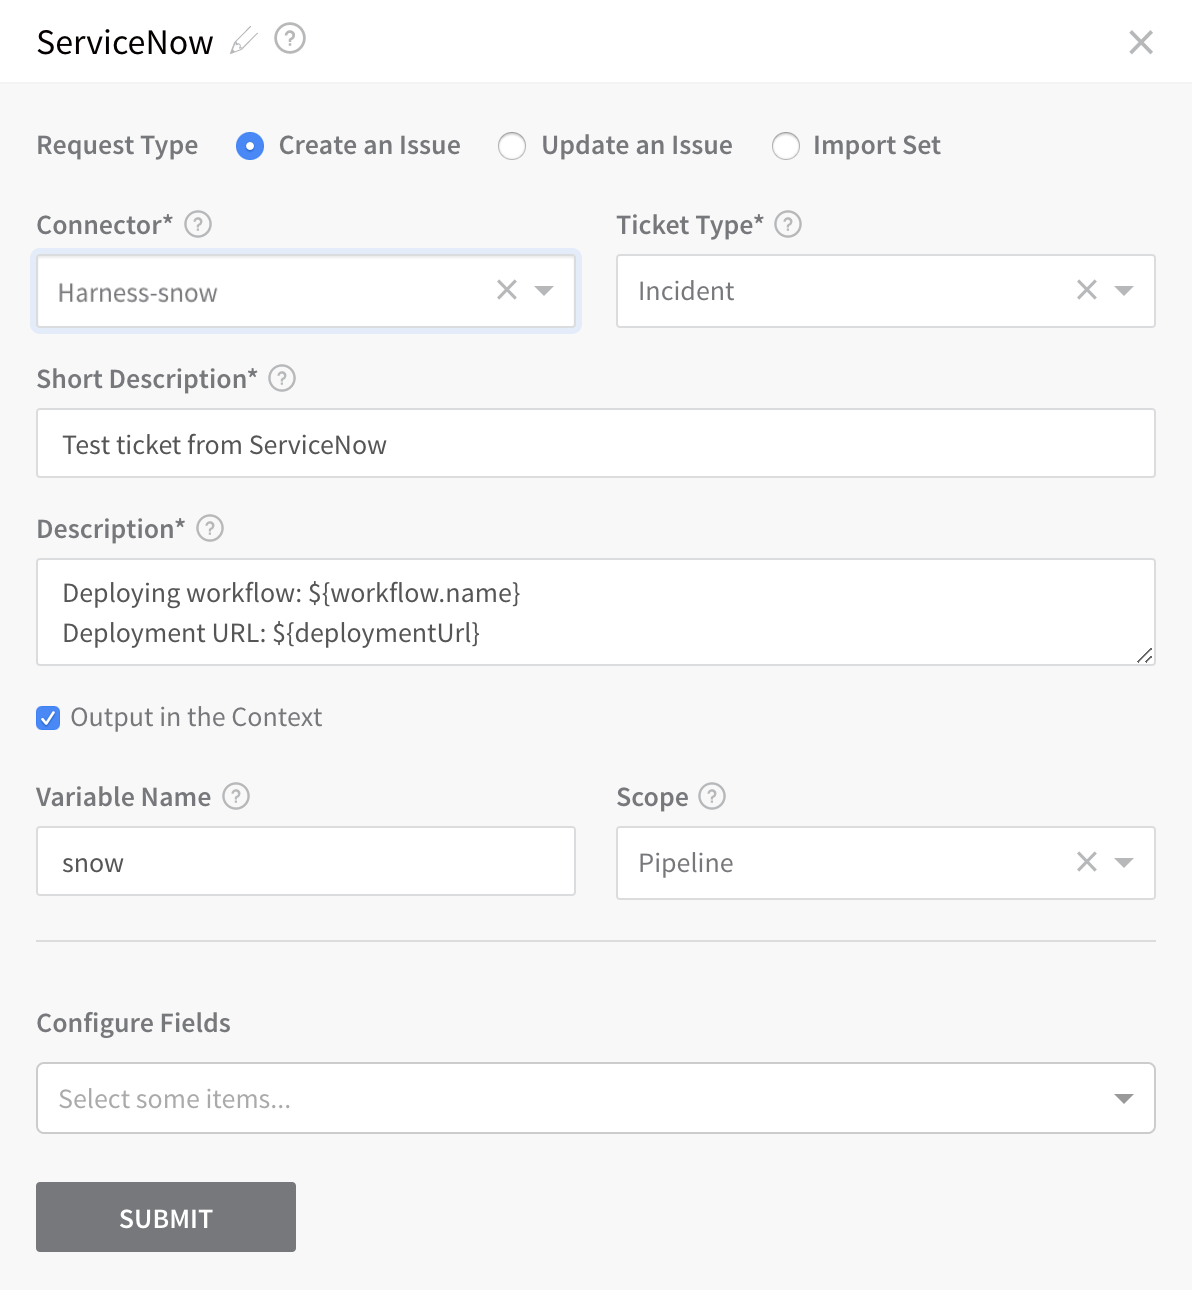 ServiceNow
Request Type Create an Issue Update an Issue Import Set
Connector* Ticket Type*
Harness-snow Incident
Short Description*
Test ticket from ServiceNow
Description*
Deploying workflow: ${workflow.name}
Deployment URL: ${deploymentUrl}
Output in the Context
Variable Name Scope
snow Pipeline
Configure Fields
Select some items...
SUBMIT